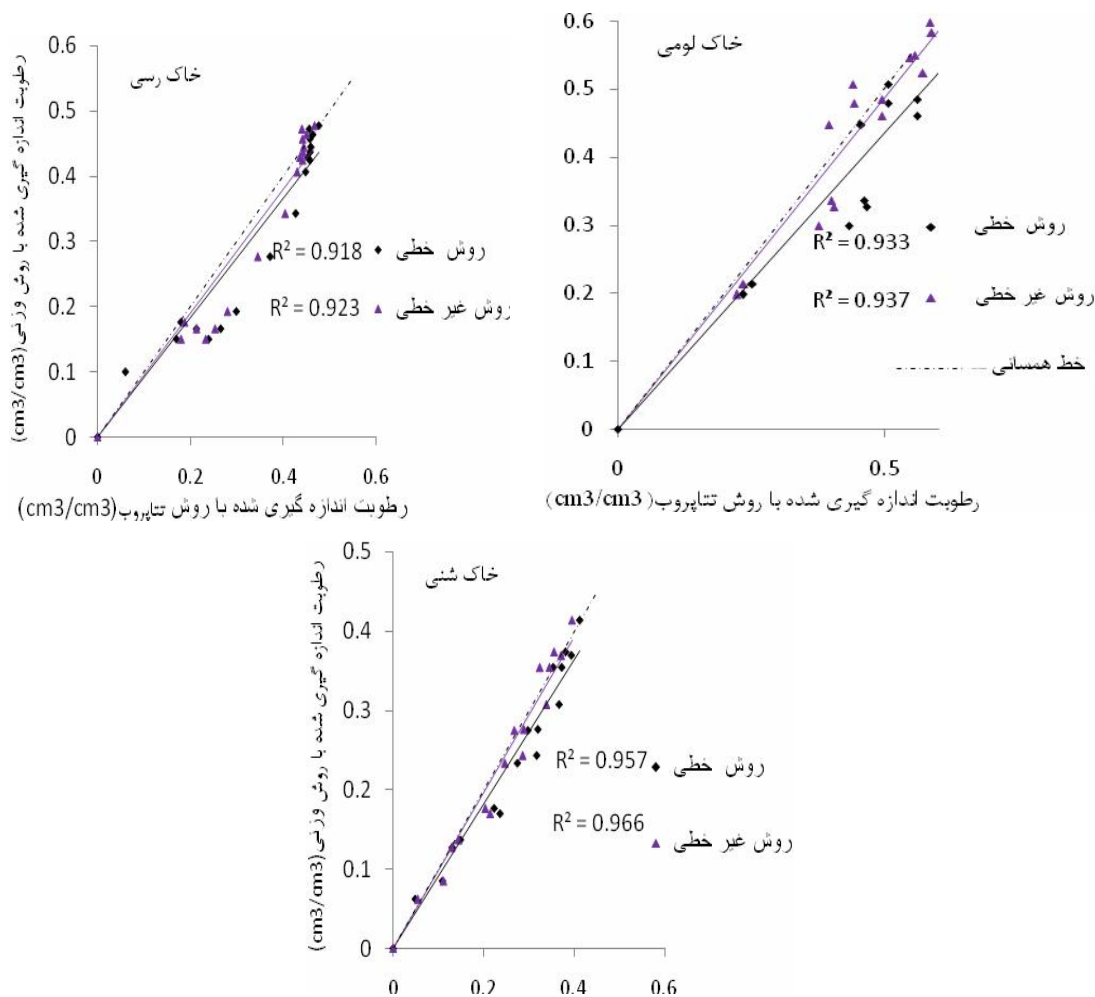 خاک رسی
0.6
0.5
0.4
0.3
0.2
0.1
0
0
0.2
0.4
0.6
رطوبت اندازه گیری شده با روش وزنی (cm3/cm3)
رطوبت اندازه گیری شده با روش تتاپروب (cm3/cm3)
R² = 0.918
روش خطی
R² = 0.923
روش غیر خطی
خاک لومی
0.6
0.5
0.4
0.3
0.2
0.1
0
0
0.5
رطوبت اندازه گیری شده با روش تتاپروب (cm3/cm3)
R² = 0.933
روش خطی
R² = 0.937
روش غیر خطی
خط همسانی
خاک شنی
0.5
0.4
0.3
0.2
0.1
0
0
0.2
0.4
0.6
رطوبت اندازه گیری شده با روش وزنی (cm3/cm3)
R² = 0.957
روش خطی
R² = 0.966
روش غیر خطی